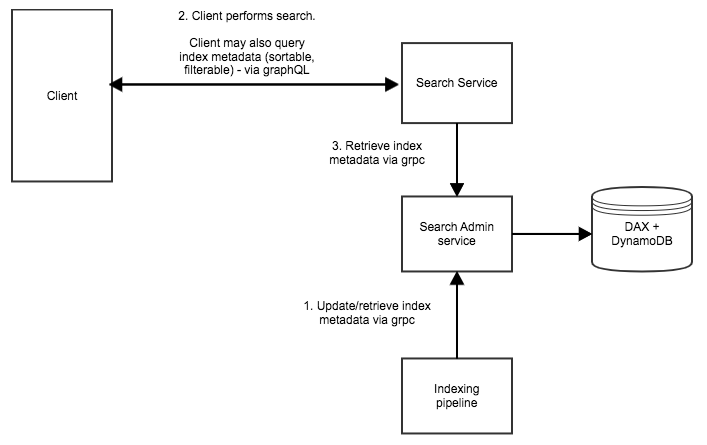 2. Client performs search.
Client may also query
index metadata (sortable,
filterable) - via graphQL
Client
Search Service
3. Retrieve index
metadata via grpc
Search Admin
service
DAX +
DynamoDB
1. Update/retrieve index
metadata via grpc
Indexing
pipeline